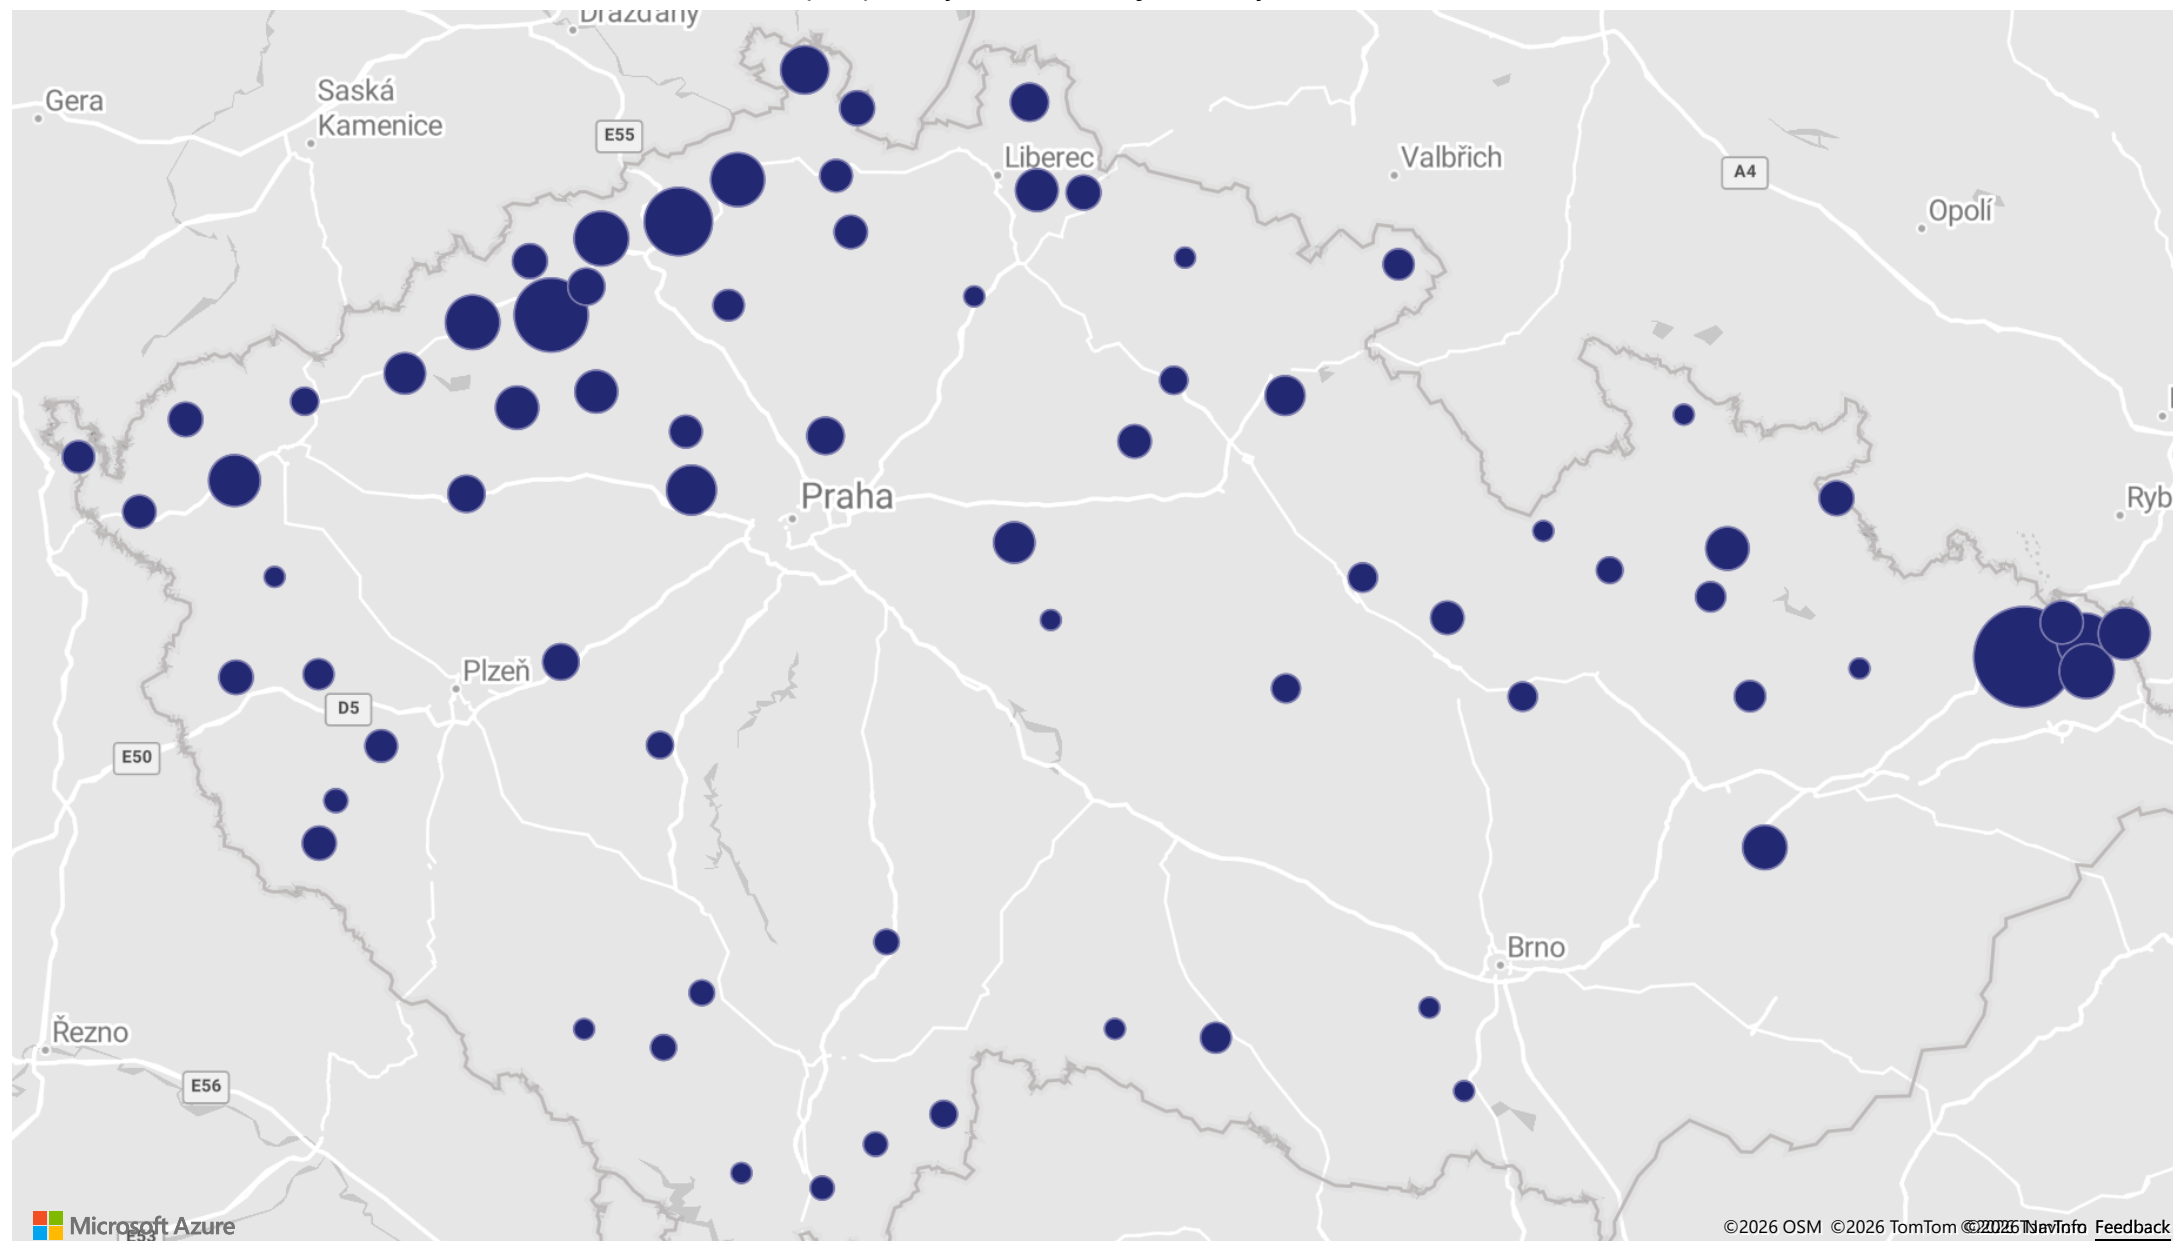 Drážďany
Gera
Saská
Kamenice
E55
Liberec
Valbřich
A4
Opolí
Praha
Ryb
Plzeň
D5
E50
Brno
Řezno
E56
E53
Microsoft Azure
©2026 OSM ©2026 TomTom
Feedback